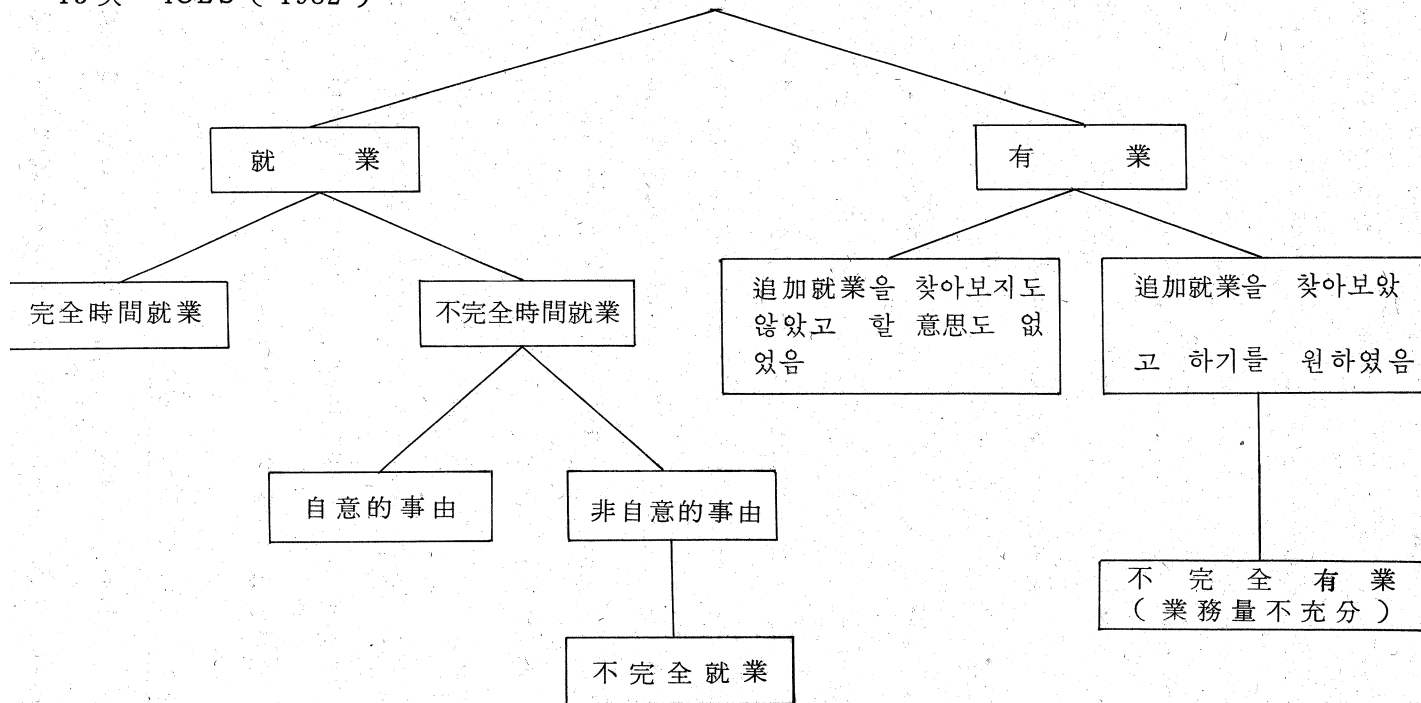 ICLS ( 1982 )
就 業
有 業
完全時間就業
不完全時間就業
追加就業을 찾아보지도
않았고 할 意思도 없
었음
追加就業을 찾아보았
고 하기를 원하였음
自意的事由
非自意的事由
不 完 全 有 業
( 業務量不充分 )
不 完 全 就 業